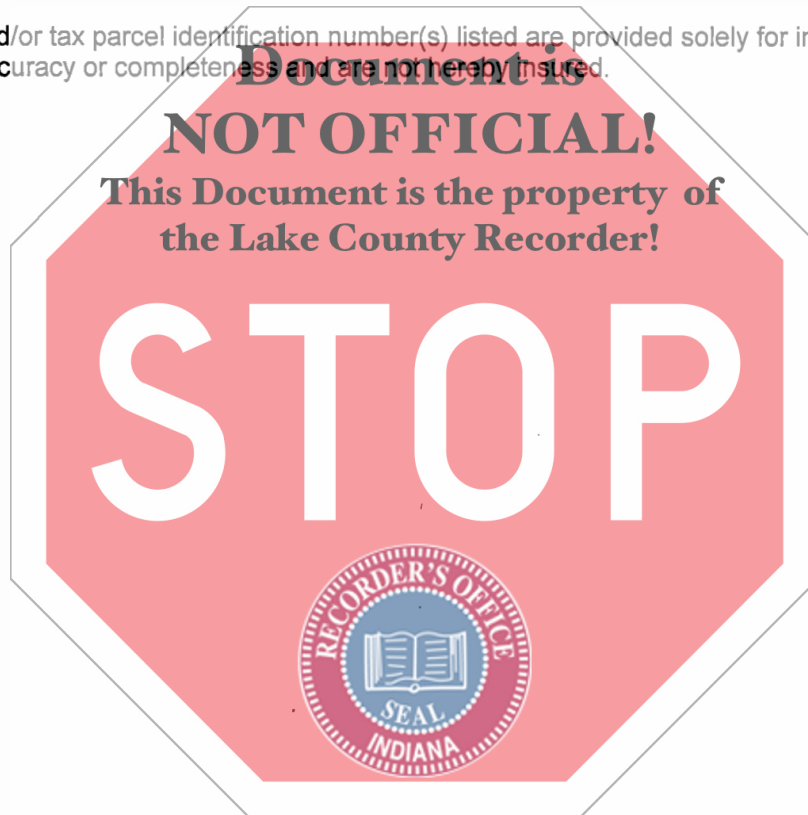 d/or tax parcel identification number(s) listed are provided solely for in
curacy or completeness and are not hereby insured.
Document is
NOT OFFICIAL!
This Document is the property of
the Lake County Recorder!
STOP
RECORDER'S OFFICE
SEAL
INDIANA